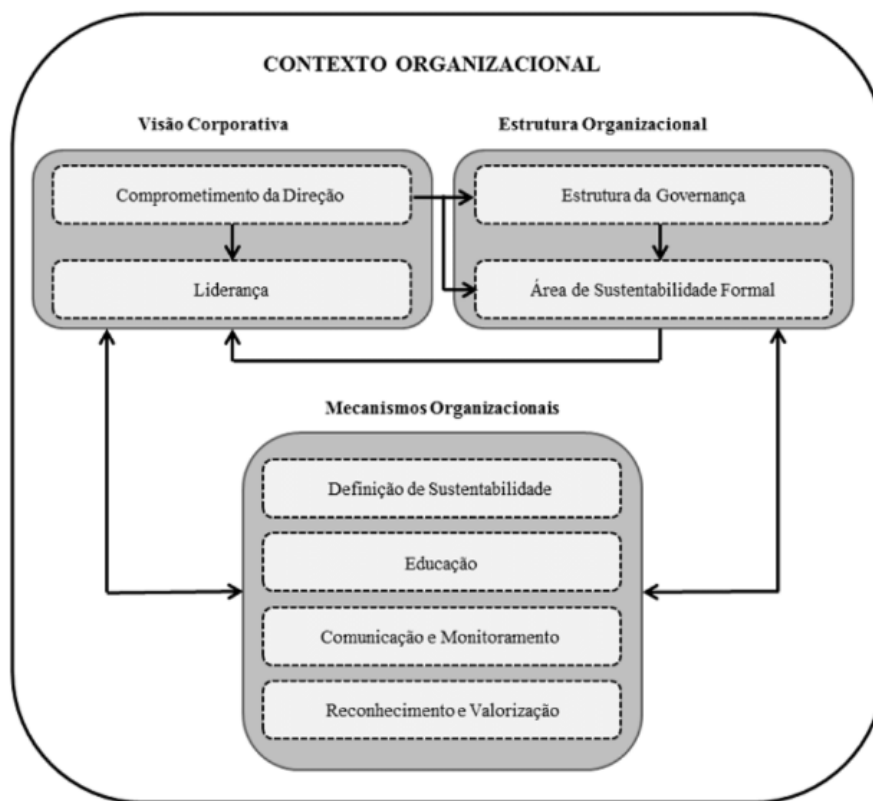 CONTEXTO ORGANIZACIONAL
Visão Corporativa
Estrutura Organizacional
Comprometimento da Direção
Estrutura da Governança
Liderança
Área de Sustentabilidade Formal
Mecanismos Organizacionais
Definição de Sustentabilidade
Educação
Comunicação e Monitoramento
Reconhecimento e Valorização